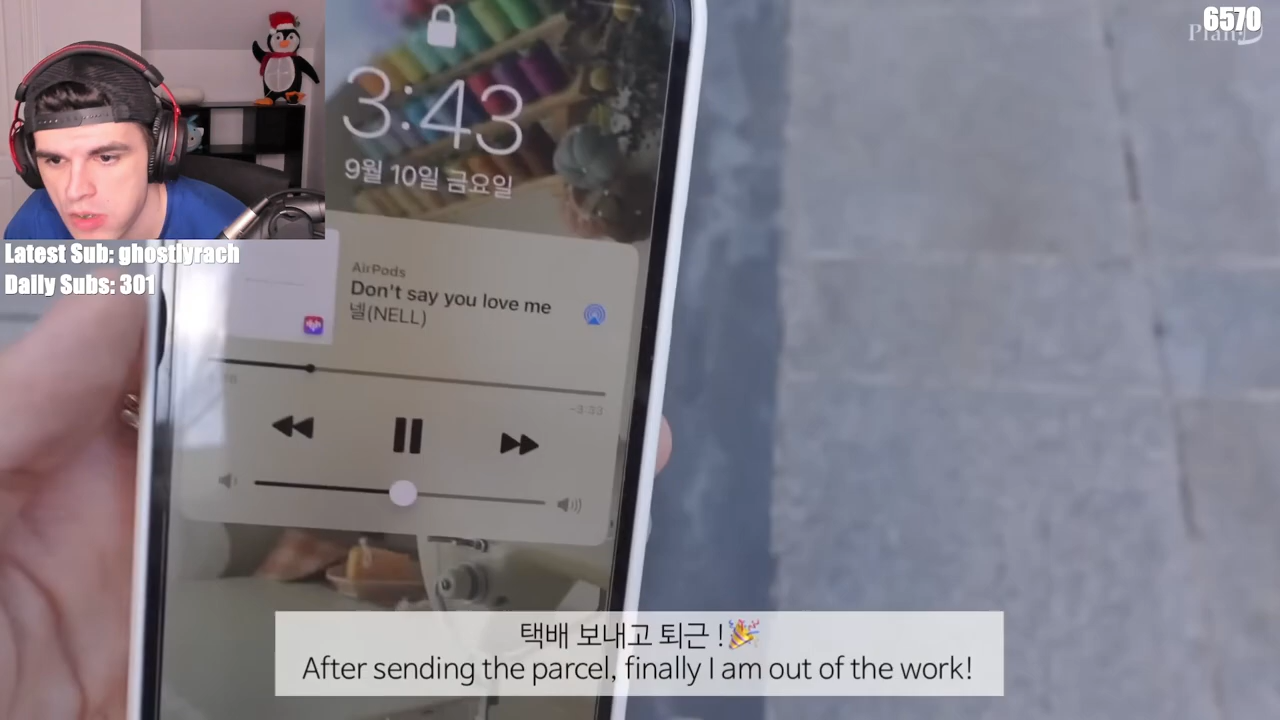 6570
Plan D
3:43
9월 10일 금요일
Latest Sub: ghostlyrach
Daily Subs: 301
AirPods
Don't say you love me
넬(NELL)
-3:33
택배 보내고 퇴근 !🎉
After sending the parcel, finally I am out of the work!